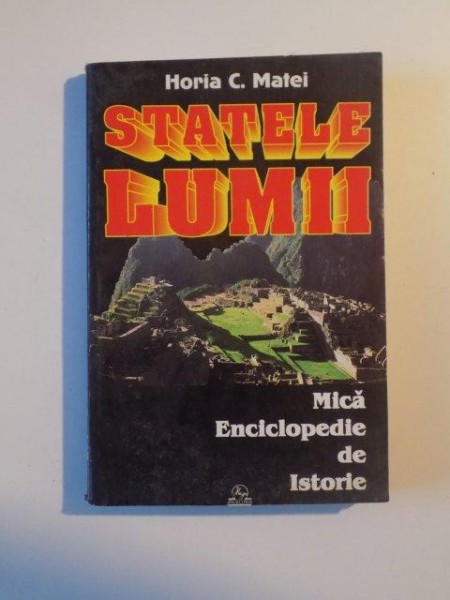 Horia C. Matei
STATELE
LUMII
Mică
Enciclopedie
de
Istorie